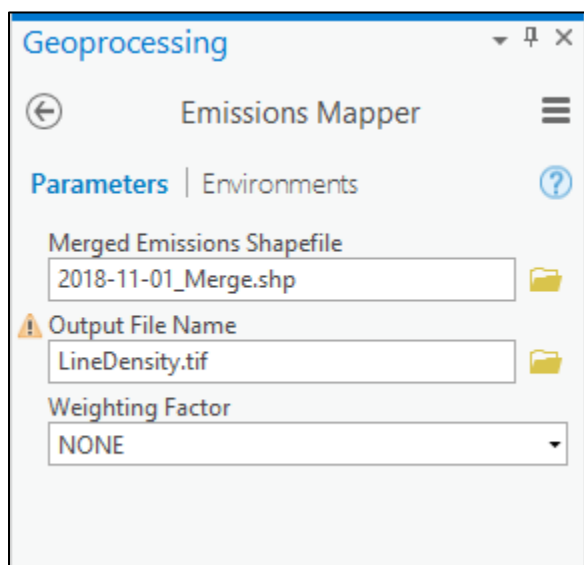 Geoprocessing
Emissions Mapper
Parameters | Environments
Merged Emissions Shapefile
2018-11-01_Merge.shp
Output File Name
LineDensity.tif
Weighting Factor
NONE